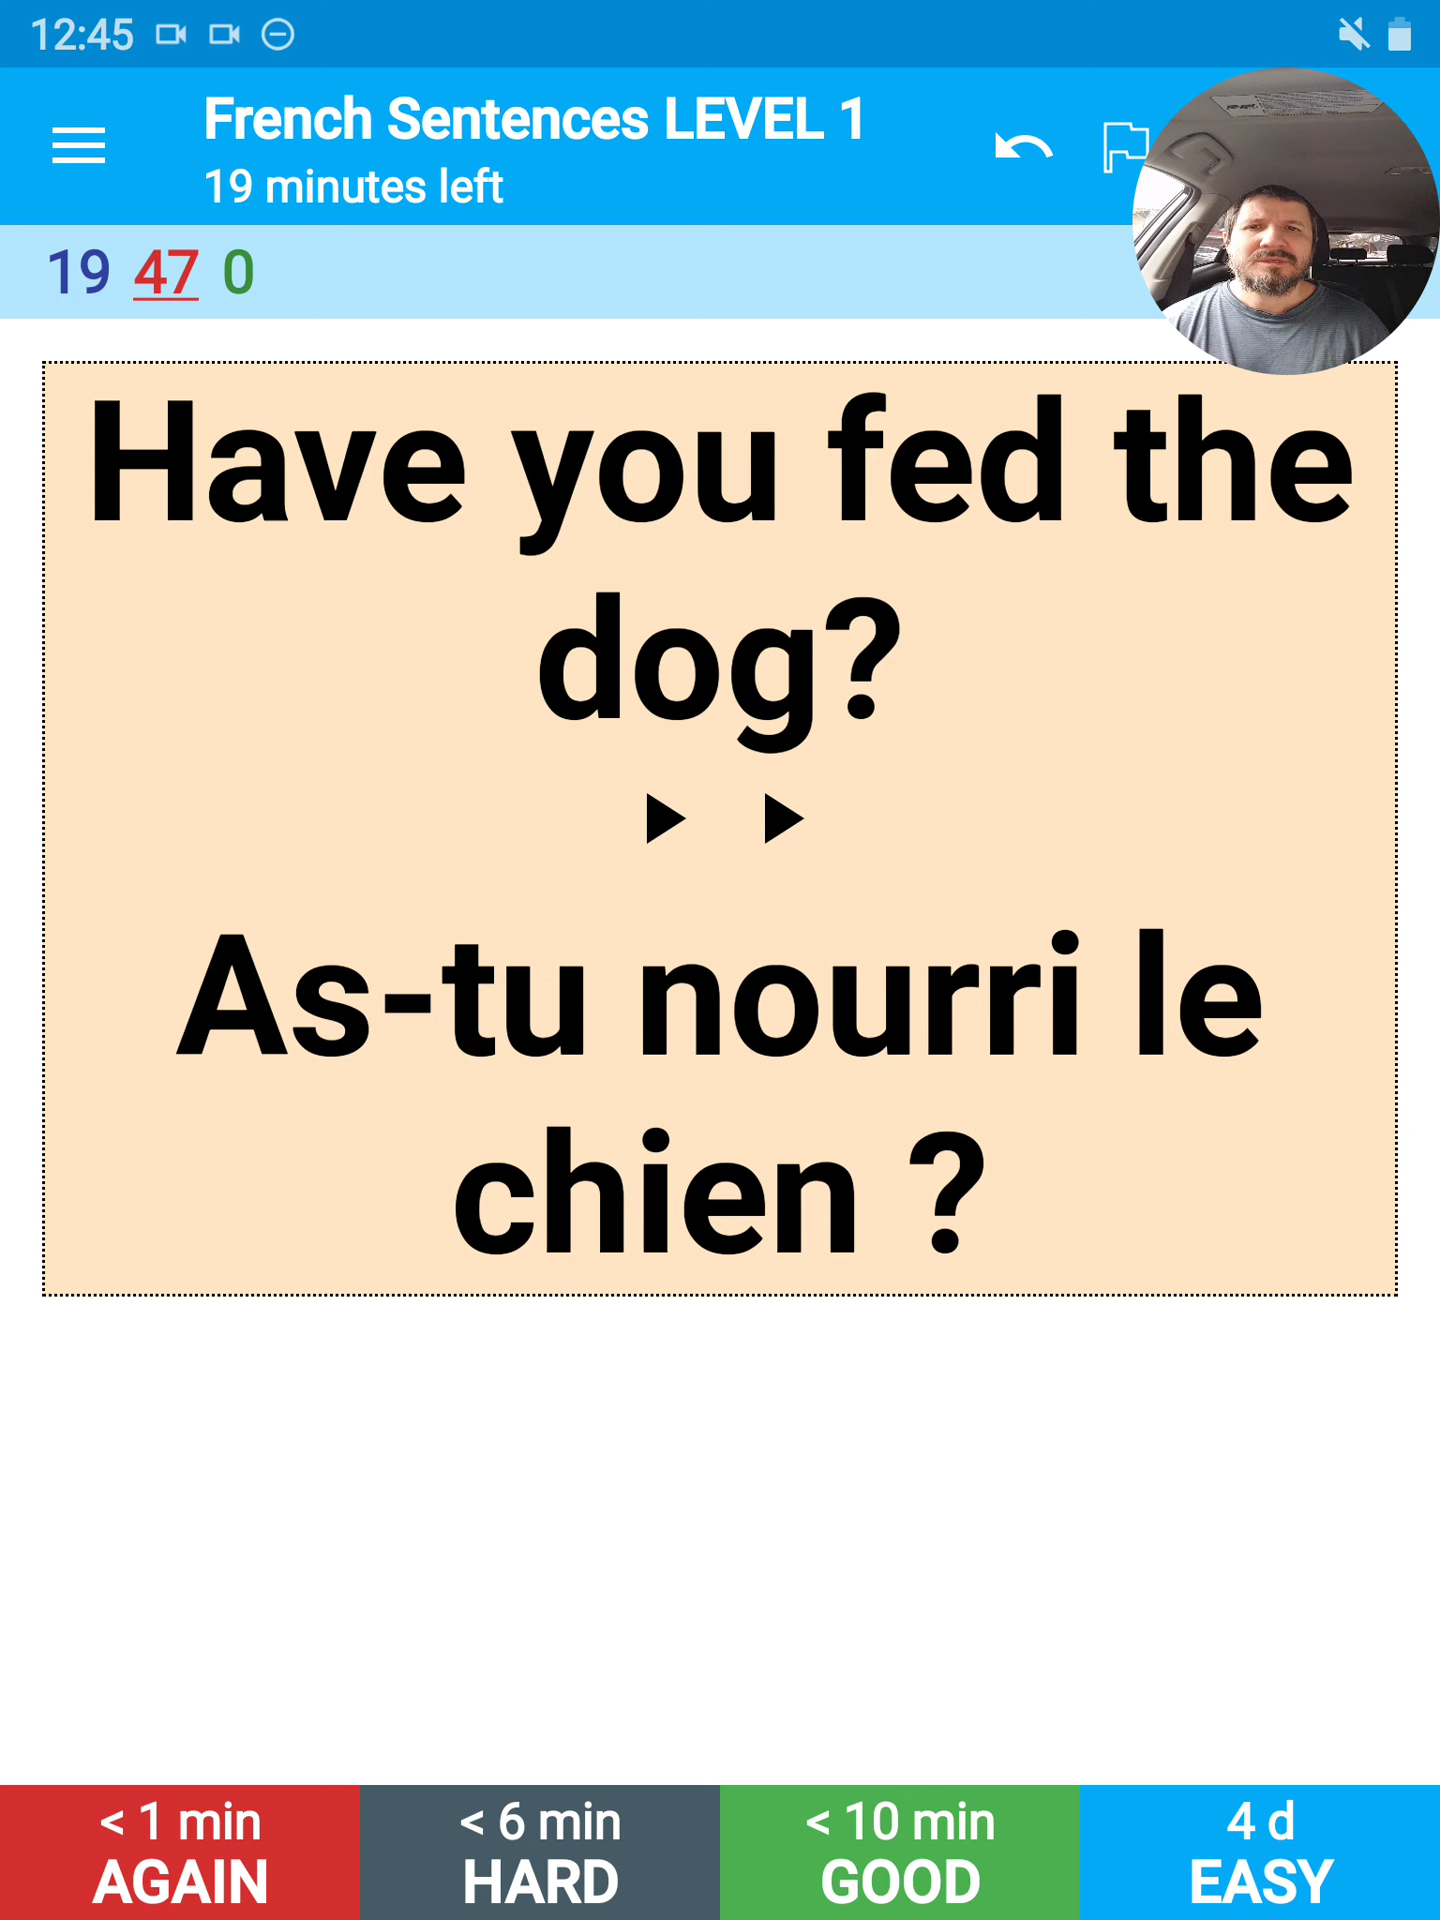 12:45
French Sentences LEVEL 1
19 minutes left
19 47 0
Have you fed the
dog?
As-tu nourri le
chien ?
< 1 min
AGAIN
< 6 min
HARD
< 10 min
GOOD
4 d
EASY